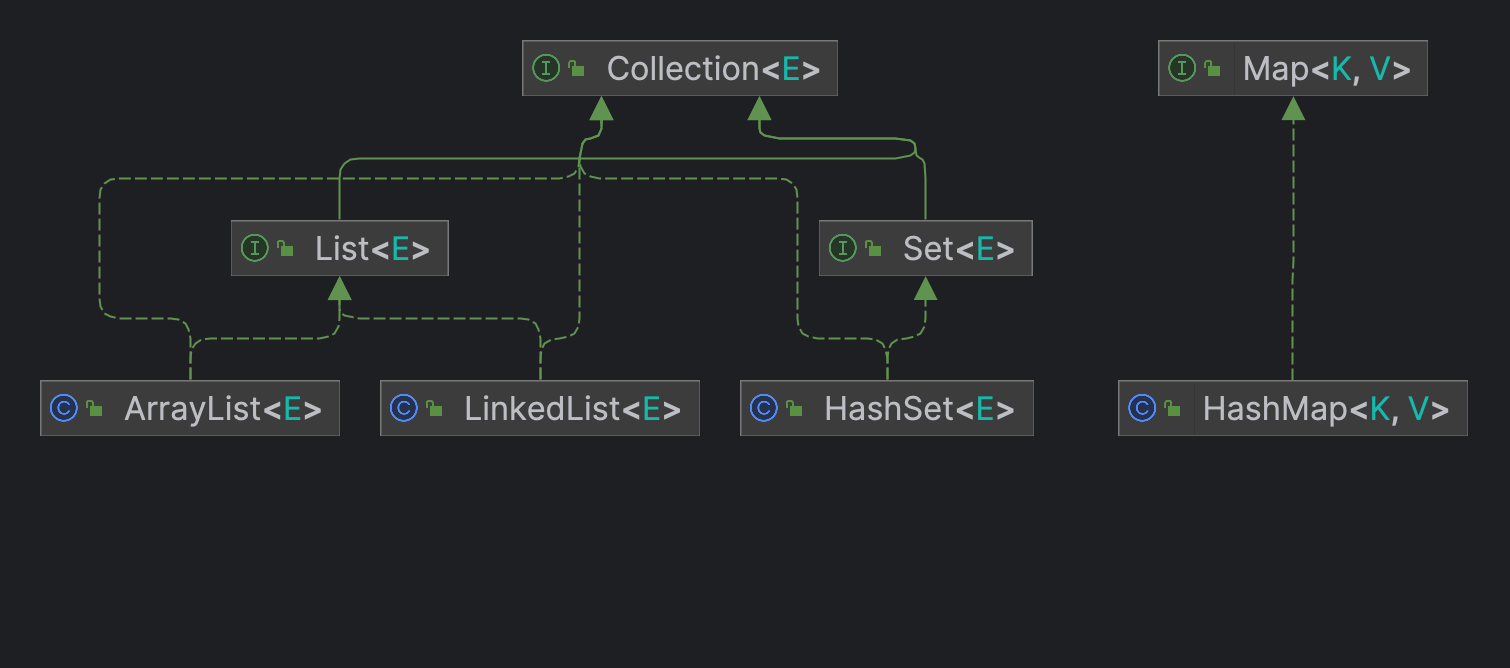 I Collection<E>
I Map<K, V>
I List<E>
I Set<E>
C ArrayList<E>
C LinkedList<E>
C HashSet<E>
C HashMap<K, V>